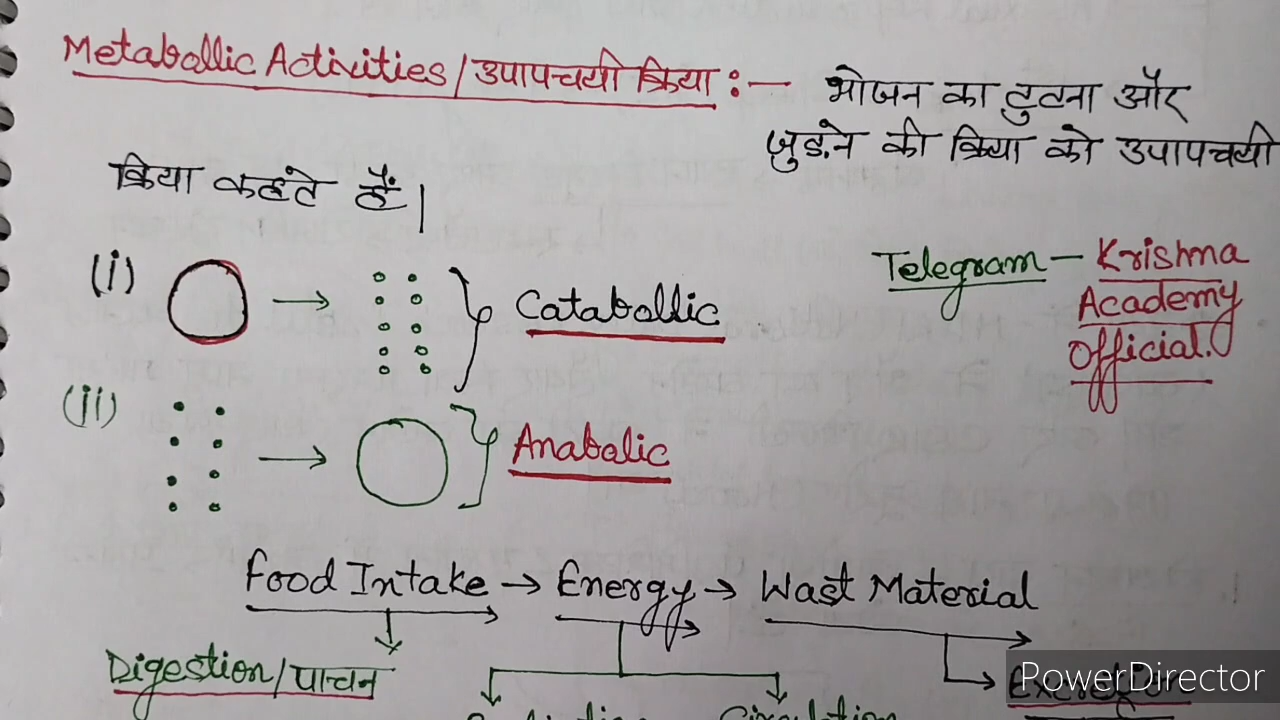 Metabollic Activities/उपापचयी क्रिया :— भोजन का टुटना और
जुड़ने की क्रिया को उपापचयी
क्रिया कहते हैं।
(i) → Catabollic
Telegram — Krishna
Academy
Official.
(ii) → Anabalic
Food Intake → Energy → Wast Material
Digestion/पाचन
Circulation
PowerDirector